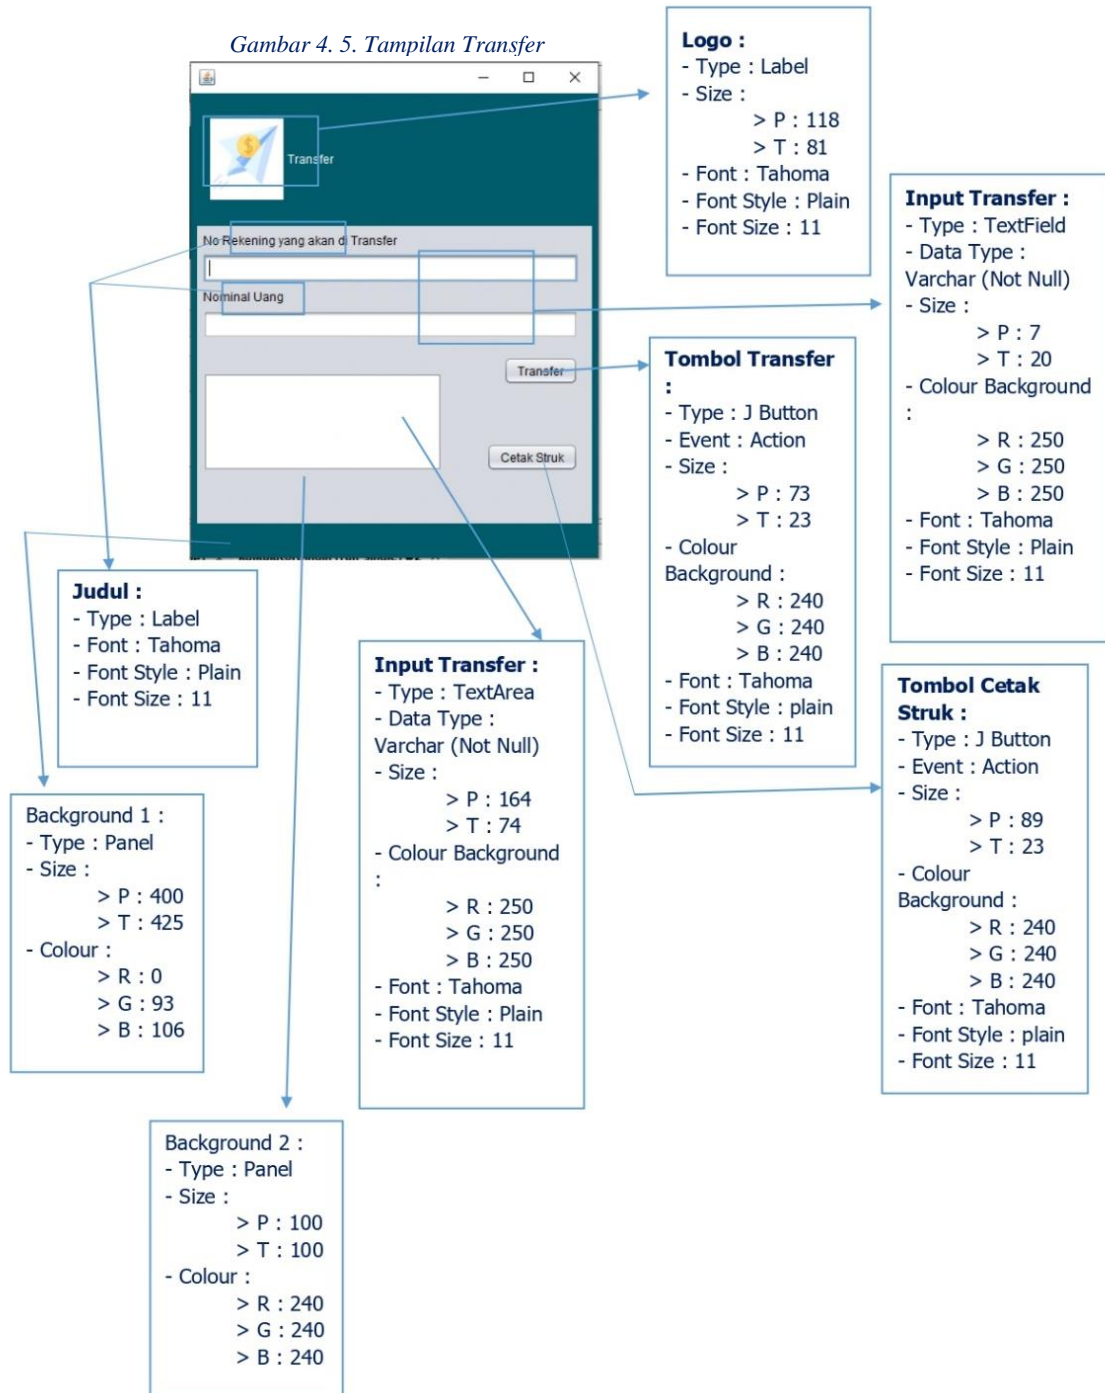 Gambar 4. 5. Tampilan Transfer
Transfer
No Rekening yang akan di Transfer
Nominal Uang
Transfer
Cetak Struk
Logo :
- Type : Label
- Size :
> P : 118
> T : 81
- Font : Tahoma
- Font Style : Plain
- Font Size : 11
Input Transfer :
- Type : TextField
- Data Type :
Varchar (Not Null)
- Size :
> P : 7
> T : 20
- Colour Background
:
> R : 250
> G : 250
> B : 250
- Font : Tahoma
- Font Style : Plain
- Font Size : 11
Tombol Transfer
:
- Type : J Button
- Event : Action
- Size :
> P : 73
> T : 23
- Colour
Background :
> R : 240
> G : 240
> B : 240
- Font : Tahoma
- Font Style : plain
- Font Size : 11
Judul :
- Type : Label
- Font : Tahoma
- Font Style : Plain
- Font Size : 11
Input Transfer :
- Type : TextArea
- Data Type :
Varchar (Not Null)
- Size :
> P : 164
> T : 74
- Colour Background
:
> R : 250
> G : 250
> B : 250
- Font : Tahoma
- Font Style : Plain
- Font Size : 11
Tombol Cetak
Struk :
- Type : J Button
- Event : Action
- Size :
> P : 89
> T : 23
- Colour
Background :
> R : 240
> G : 240
> B : 240
- Font : Tahoma
- Font Style : plain
- Font Size : 11
Background 1 :
- Type : Panel
- Size :
> P : 400
> T : 425
- Colour :
> R : 0
> G : 93
> B : 106
Background 2 :
- Type : Panel
- Size :
> P : 100
> T : 100
- Colour :
> R : 240
> G : 240
> B : 240